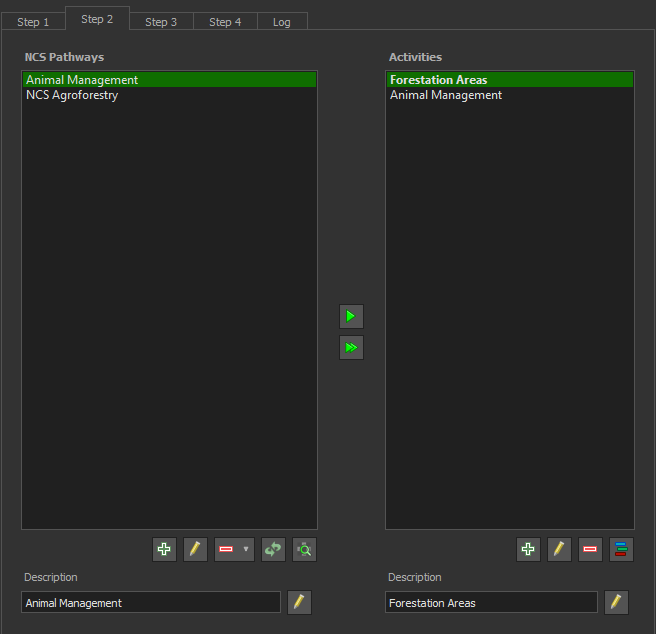 Step 1
Step 2
Step 3
Step 4
Log
NCS Pathways
Animal Management
NCS Agroforestry
Activities
Forestation Areas
Animal Management
Description
Animal Management
Description
Forestation Areas